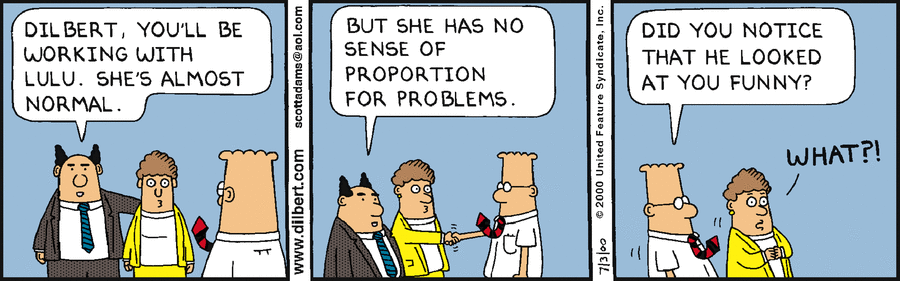 DILBERT, YOU'LL BE
WORKING WITH
LULU. SHE'S ALMOST
NORMAL.
www.dilbert.com scottadams@aol.com
BUT SHE HAS NO
SENSE OF
PROPORTION
FOR PROBLEMS.
7/3/00 © 2000 United Feature Syndicate, Inc.
DID YOU NOTICE
THAT HE LOOKED
AT YOU FUNNY?
WHAT?!